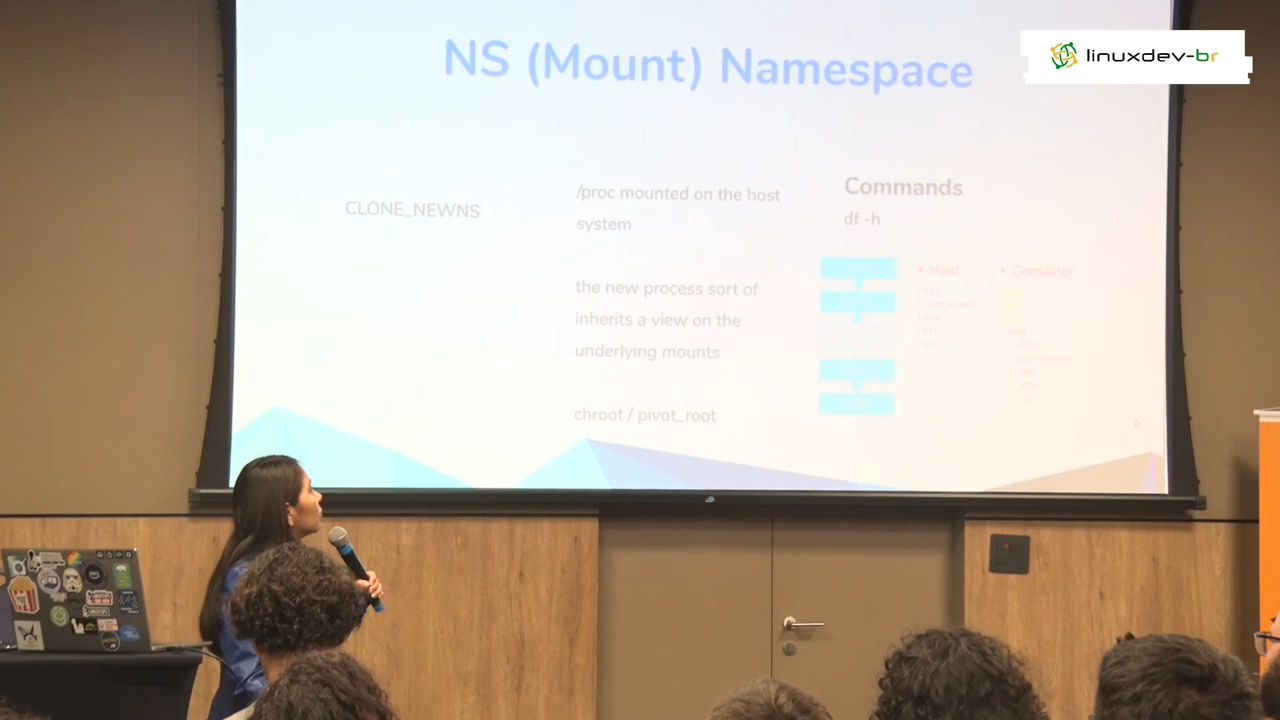 NS (Mount) Namespace
linuxdev-br
CLONE_NEWNS
/proc mounted on the host
system
the new process sort of
inherits a view on the
underlying mounts
chroot / pivot_root
Commands
df -h
• Host
• Container